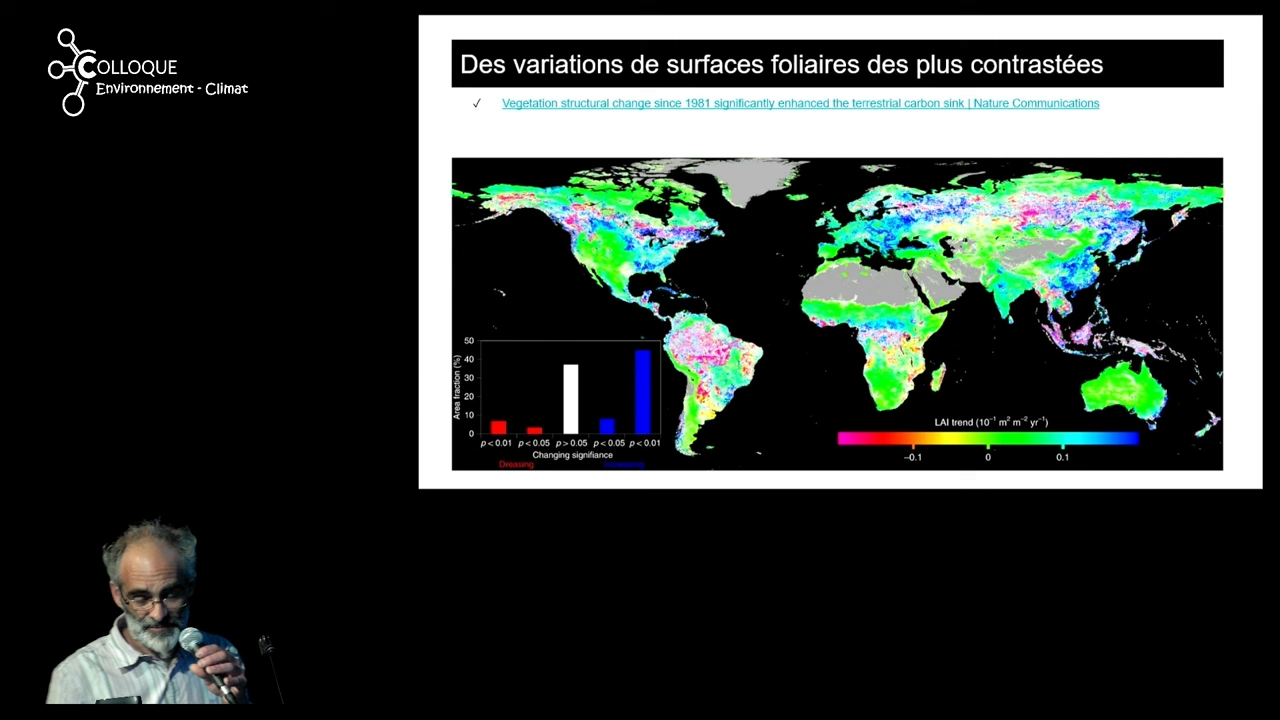 COLLOQUE
Environnement - Climat
Des variations de surfaces foliaires des plus contrastées
✓ Vegetation structural change since 1981 significantly enhanced the terrestrial carbon sink | Nature Communications
50
40
30
20
10
0
Area fraction (%)
p < 0.01 p < 0.05 p > 0.05 p < 0.05 p < 0.01
Changing signifiance
LAI trend (10⁻¹ m² m⁻² yr⁻¹)
–0.1 0 0.1